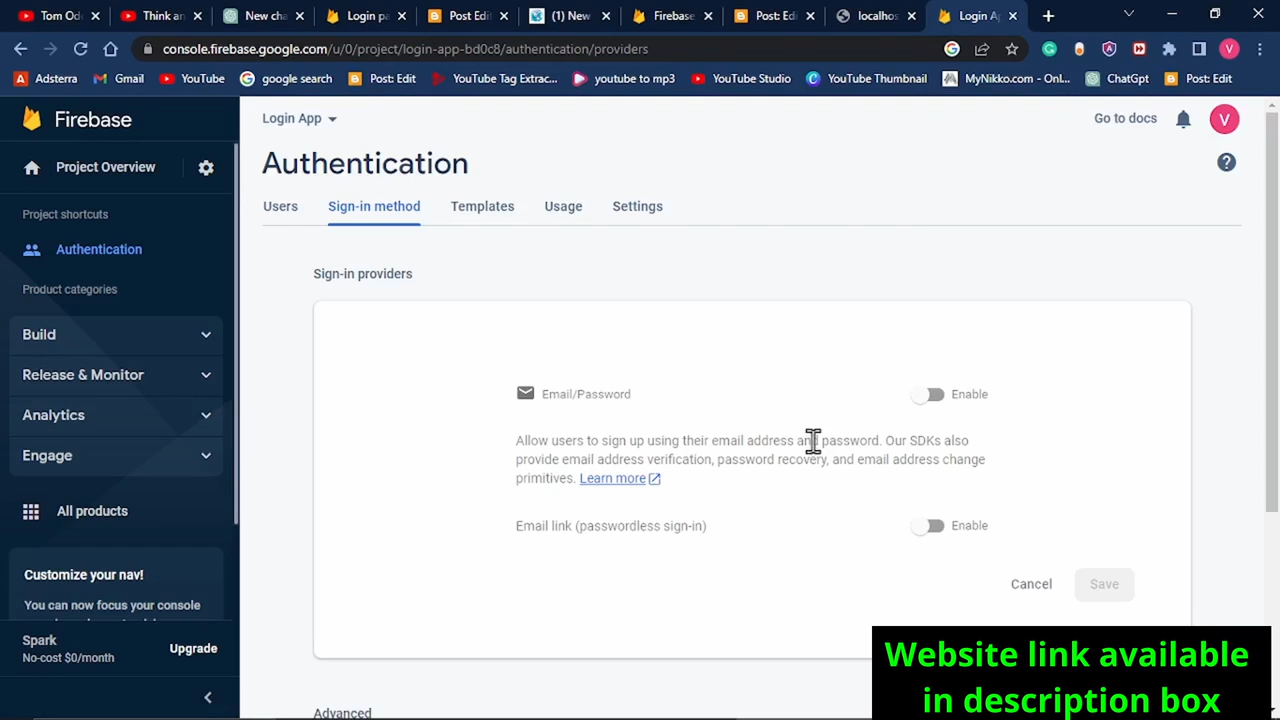 Tom Od
Think an
New cha
Login pa
Post Edi
(1) New
Firebase
Post: Edi
localhos
Login Ap
console.firebase.google.com/u/0/project/login-app-bd0c8/authentication/providers
Adsterra
Gmail
YouTube
google search
Post: Edit
YouTube Tag Extrac...
youtube to mp3
YouTube Studio
YouTube Thumbnail
MyNikko.com - Onl...
ChatGpt
Post: Edit
Firebase
Login App
Go to docs
V
Project Overview
Authentication
Project shortcuts
Users
Sign-in method
Templates
Usage
Settings
Authentication
Product categories
Sign-in providers
Build
Release & Monitor
Analytics
Engage
All products
Email/Password
Enable
Allow users to sign up using their email address and password. Our SDKs also
provide email address verification, password recovery, and email address change
primitives. Learn more
Email link (passwordless sign-in)
Enable
Cancel
Save
Customize your nav!
You can now focus your console
Spark
No-cost $0/month
Upgrade
Advanced
Website link available
in description box